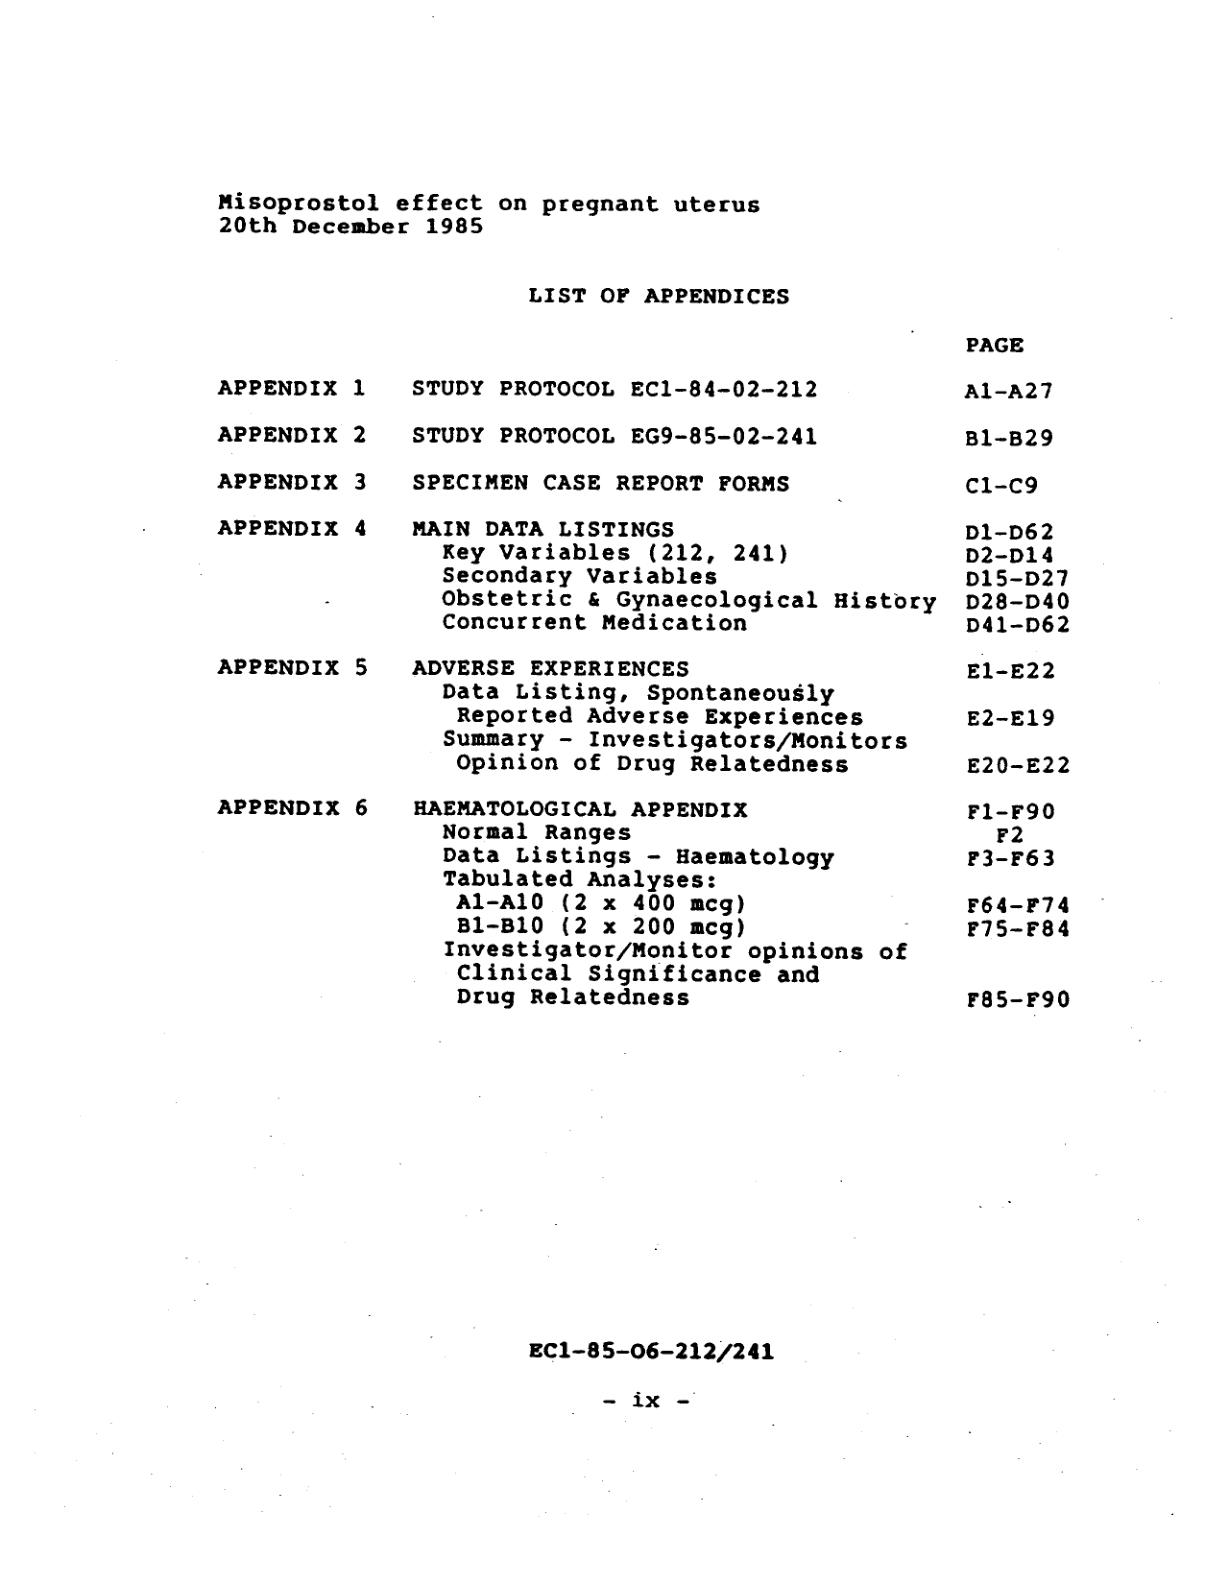 Misoprostol effect on pregnant uterus
20th December 1985
LIST OF APPENDICES
PAGE
APPENDIX 1 STUDY PROTOCOL EC1-84-02-212 A1-A27
APPENDIX 2 STUDY PROTOCOL EG9-85-02-241 B1-B29
APPENDIX 3 SPECIMEN CASE REPORT FORMS C1-C9
APPENDIX 4 MAIN DATA LISTINGS D1-D62
Key Variables (212, 241) D2-D14
Secondary Variables D15-D27
Obstetric & Gynaecological History D28-D40
Concurrent Medication D41-D62
APPENDIX 5 ADVERSE EXPERIENCES E1-E22
Data Listing, Spontaneously
Reported Adverse Experiences E2-E19
Summary - Investigators/Monitors
Opinion of Drug Relatedness E20-E22
APPENDIX 6 HAEMATOLOGICAL APPENDIX F1-F90
Normal Ranges F2
Data Listings - Haematology F3-F63
Tabulated Analyses:
A1-A10 (2 x 400 mcg) F64-F74
B1-B10 (2 x 200 mcg) F75-F84
Investigator/Monitor opinions of
Clinical Significance and
Drug Relatedness F85-F90
EC1-85-06-212/241
- ix -